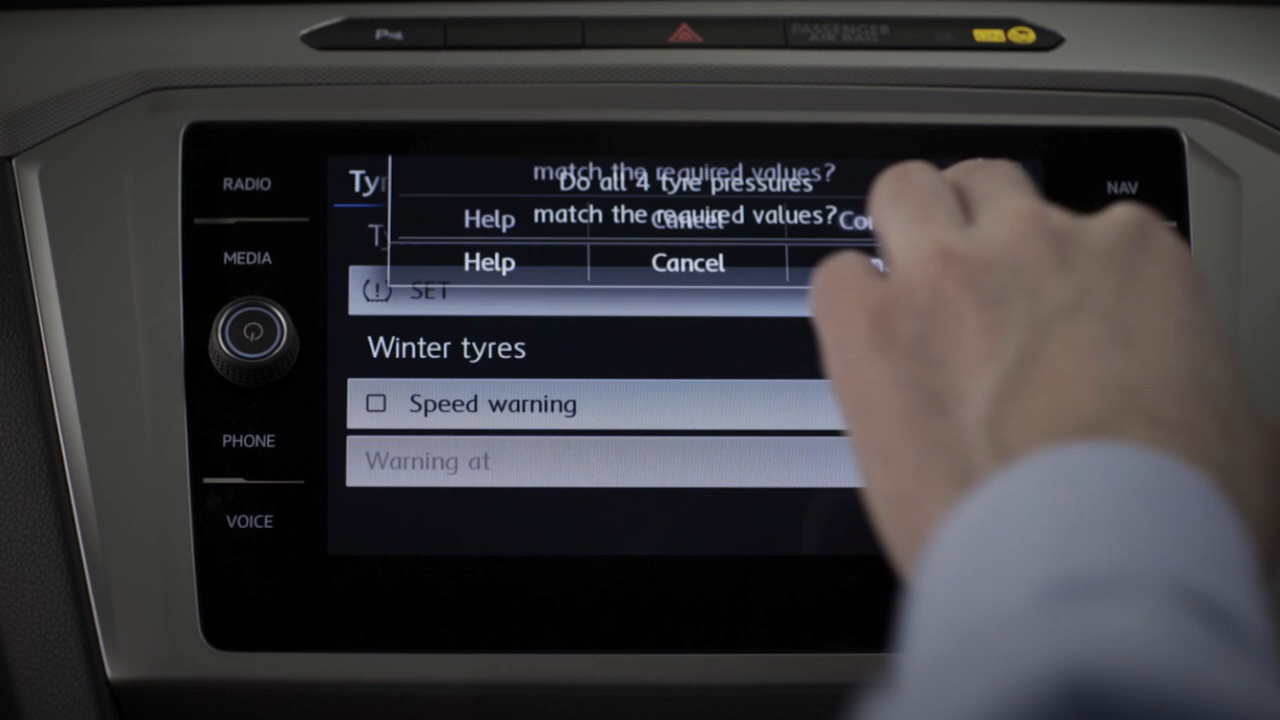 PASSENGER
AIR BAG
RADIO
MEDIA
PHONE
VOICE
NAV
Ty
match the required values?
Do all 4 tyre pressures
match the required values?
Help Cancel
Help Cancel
SET
Winter tyres
Speed warning
Warning at